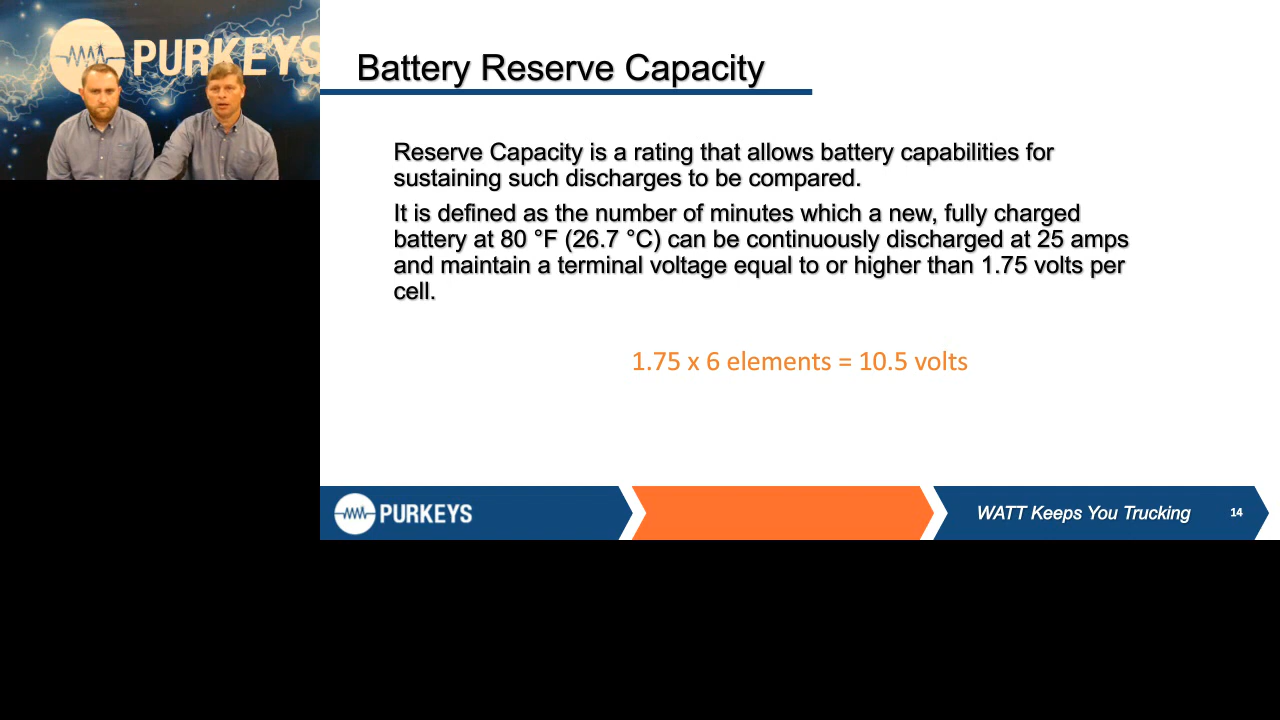 PURKEYS
Battery Reserve Capacity
Reserve Capacity is a rating that allows battery capabilities for
sustaining such discharges to be compared.
It is defined as the number of minutes which a new, fully charged
battery at 80 °F (26.7 °C) can be continuously discharged at 25 amps
and maintain a terminal voltage equal to or higher than 1.75 volts per
cell.
1.75 x 6 elements = 10.5 volts
PURKEYS
WATT Keeps You Trucking
14